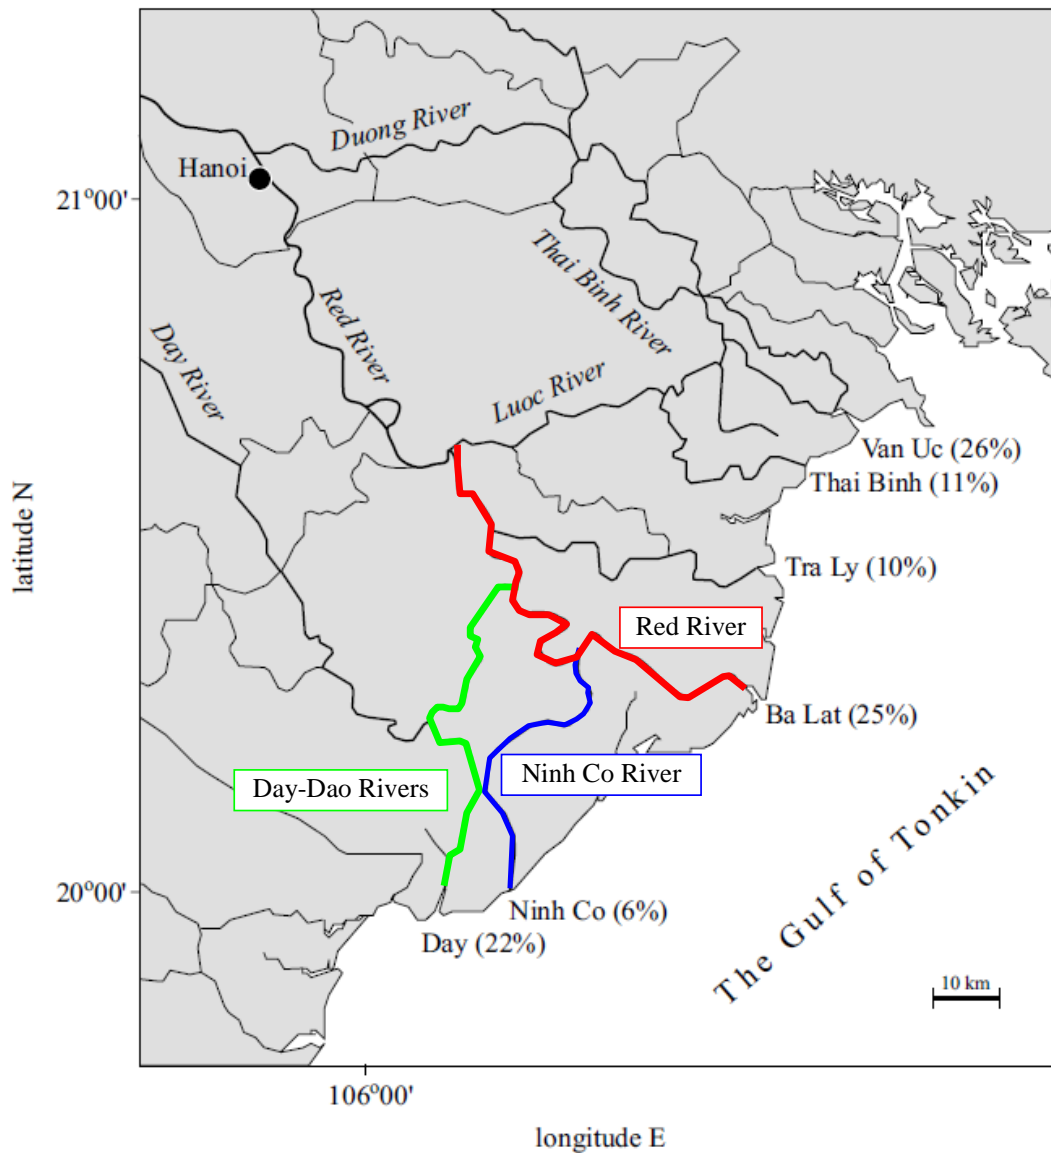 Duong River
Hanoi
21°00'
Thai Binh River
Red River
Day River
Luoc River
Van Uc (26%)
Thai Binh (11%)
latitude N
Tra Ly (10%)
Red River
Ba Lat (25%)
Ninh Co River
Day-Dao Rivers
The Gulf of Tonkin
20°00'
Ninh Co (6%)
Day (22%)
10 km
106°00'
longitude E